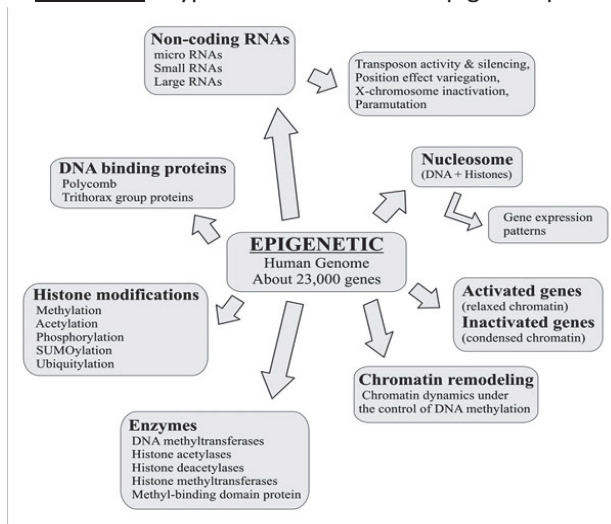 Non-coding RNAs
micro RNAs
Small RNAs
Large RNAs
Transposon activity & silencing,
Position effect variegation,
X-chromosome inactivation,
Paramutation
DNA binding proteins
Polycomb
Trithorax group proteins
Nucleosome
(DNA + Histones)
Gene expression
patterns
EPIGENETIC
Human Genome
About 23,000 genes
Histone modifications
Methylation
Acetylation
Phosphorylation
SUMOylation
Ubiquitylation
Activated genes
(relaxed chromatin)
Inactivated genes
(condensed chromatin)
Chromatin remodeling
Chromatin dynamics under
the control of DNA methylation
Enzymes
DNA methyltransferases
Histone acetylases
Histone deacetylases
Histone methyltransferases
Methyl-binding domain protein